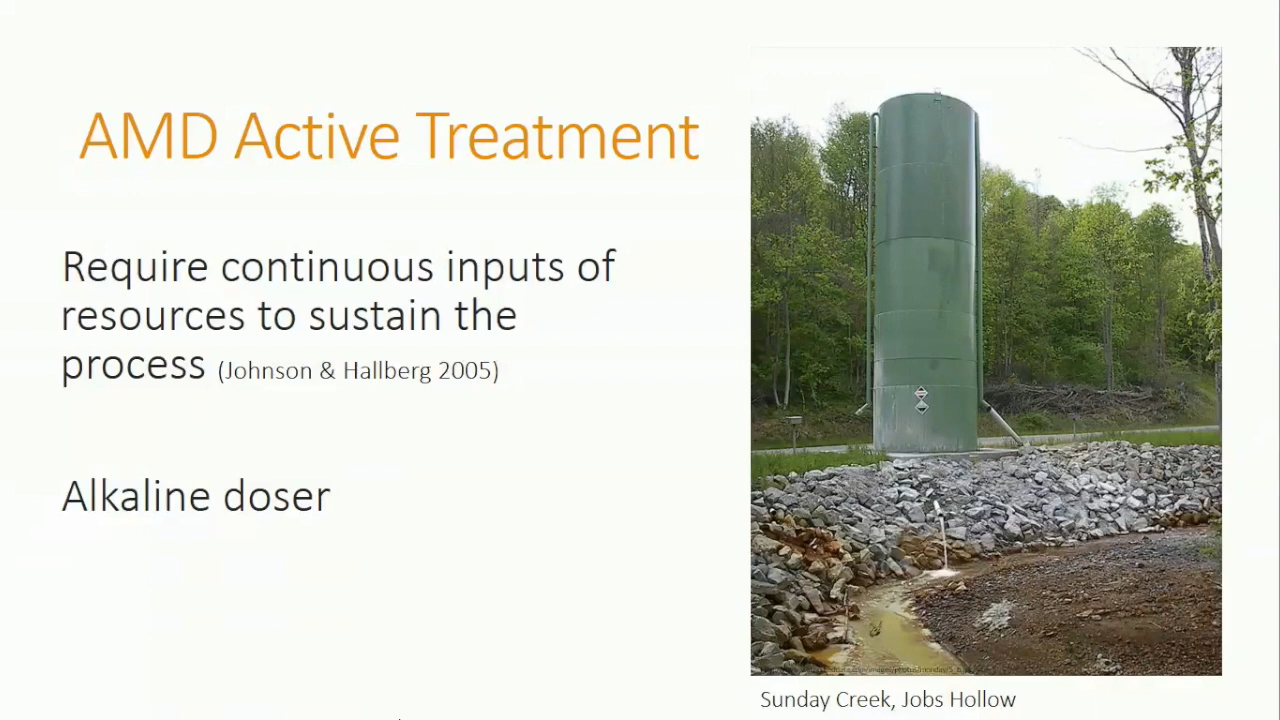 AMD Active Treatment
Require continuous inputs of
resources to sustain the
process (Johnson & Hallberg 2005)
Alkaline doser
Sunday Creek, Jobs Hollow